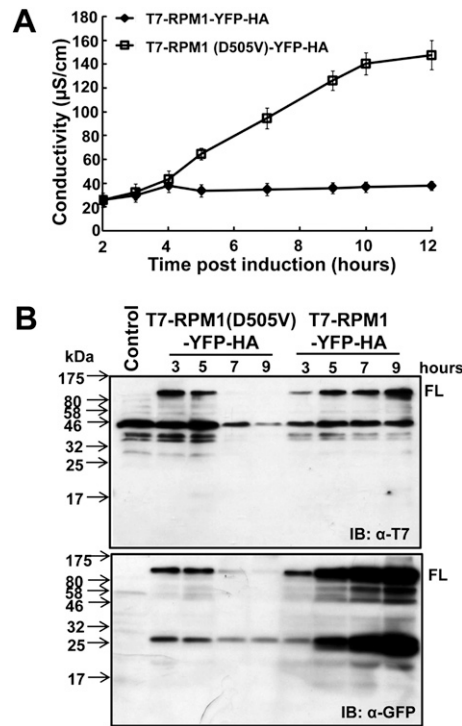 A
T7-RPM1-YFP-HA
T7-RPM1 (D505V)-YFP-HA
Conductivity (µS/cm)
180
160
140
120
100
80
60
40
20
0
2 4 6 8 10 12
Time post induction (hours)
B
Control
T7-RPM1(D505V)
-YFP-HA
T7-RPM1
-YFP-HA
kDa
3 5 7 9 3 5 7 9 hours
175
80
58
46
32
25
17
FL
IB: α-T7
175
80
58
46
32
25
17
FL
IB: α-GFP